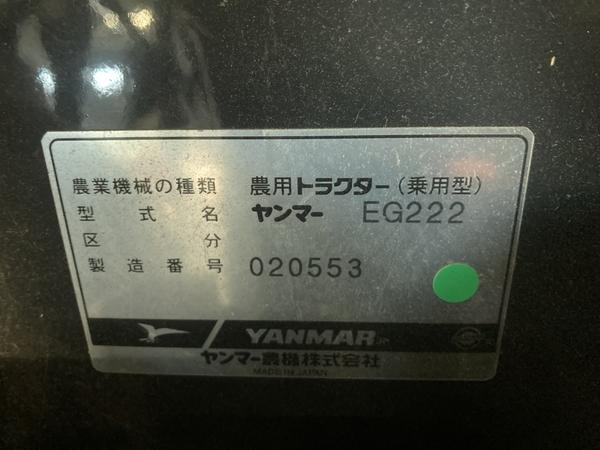 農業機械の種類 農用トラクター(乗用型)
型式名 ヤンマー EG222
区分
製造番号 020553
YANMAR
ヤンマー農機株式会社
MADE IN JAPAN